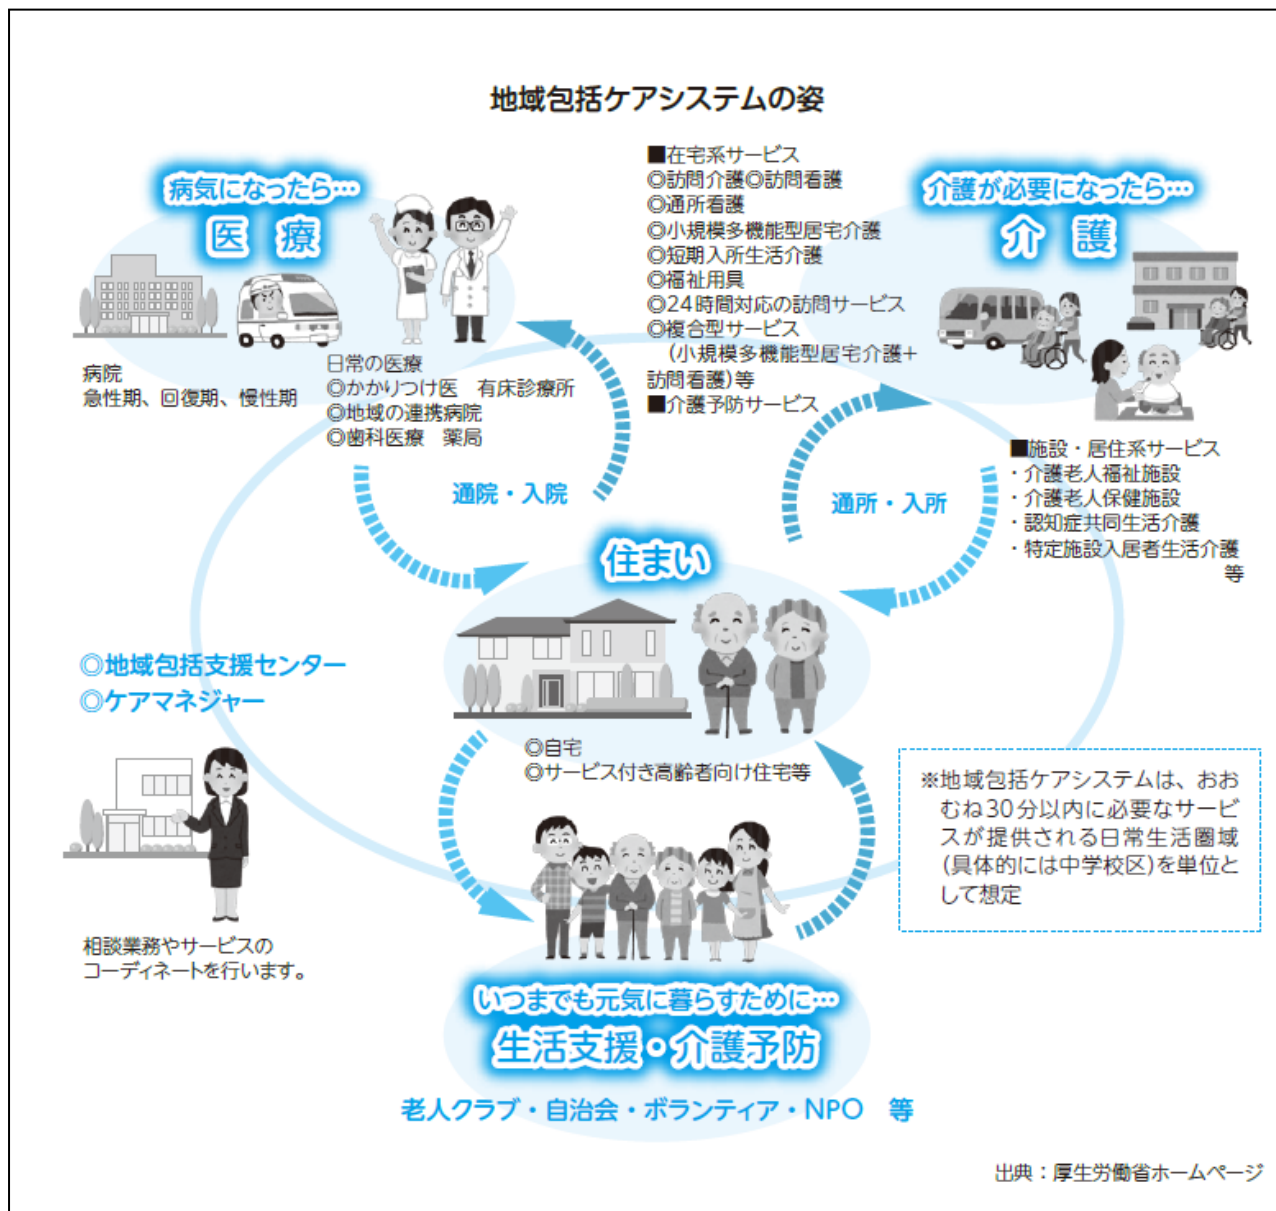 地域包括ケアシステムの姿
病気になったら…
医療
病院
急性期、回復期、慢性期
日常の医療
◎かかりつけ医　有床診療所
◎地域の連携病院
◎歯科医療　薬局
通院・入院
■在宅系サービス
◎訪問介護◎訪問看護
◎通所看護
◎小規模多機能型居宅介護
◎短期入所生活介護
◎福祉用具
◎24時間対応の訪問サービス
◎複合型サービス
（小規模多機能型居宅介護＋
訪問看護）等
■介護予防サービス
介護が必要になったら…
介護
■施設・居住系サービス
・介護老人福祉施設
・介護老人保健施設
・認知症共同生活介護
・特定施設入居者生活介護
等
通所・入所
住まい
◎自宅
◎サービス付き高齢者向け住宅等
◎地域包括支援センター
◎ケアマネジャー
相談業務やサービスの
コーディネートを行います。
※地域包括ケアシステムは、おお
むね30分以内に必要なサービ
スが提供される日常生活圏域
（具体的には中学校区）を単位と
して想定
いつまでも元気に暮らすために…
生活支援・介護予防
老人クラブ・自治会・ボランティア・NPO　等
出典：厚生労働省ホームページ